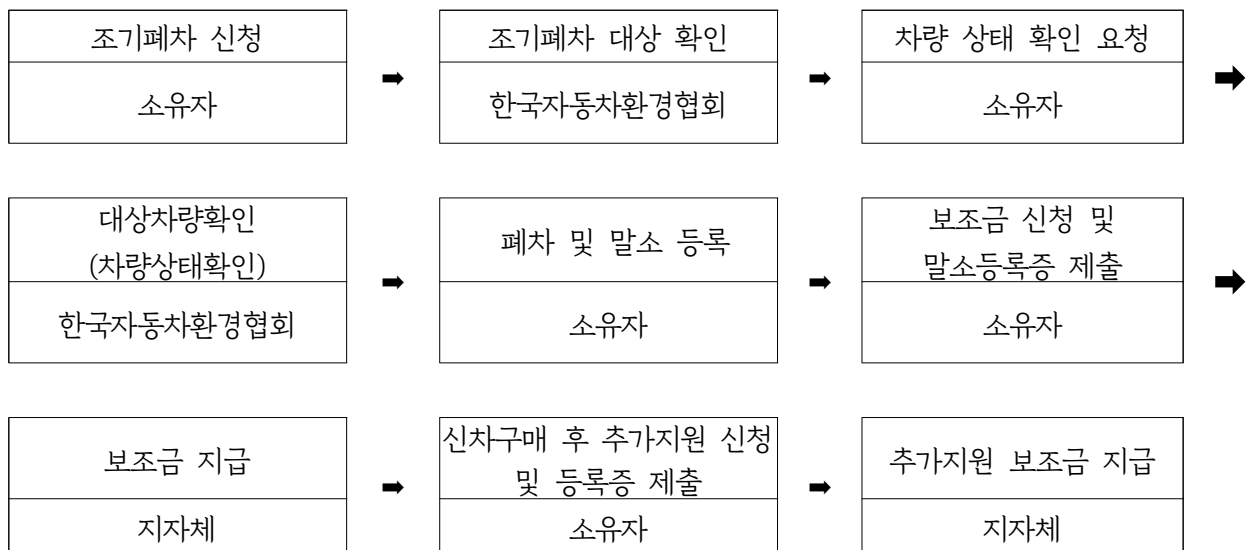 조기폐차 신청
소유자
➡
조기폐차 대상 확인
한국자동차환경협회
➡
차량 상태 확인 요청
소유자
➡
대상차량확인
(차량상태확인)
한국자동차환경협회
➡
폐차 및 말소 등록
소유자
➡
보조금 신청 및
말소등록증 제출
소유자
➡
보조금 지급
지자체
➡
신차구매 후 추가지원 신청
및 등록증 제출
소유자
➡
추가지원 보조금 지급
지자체